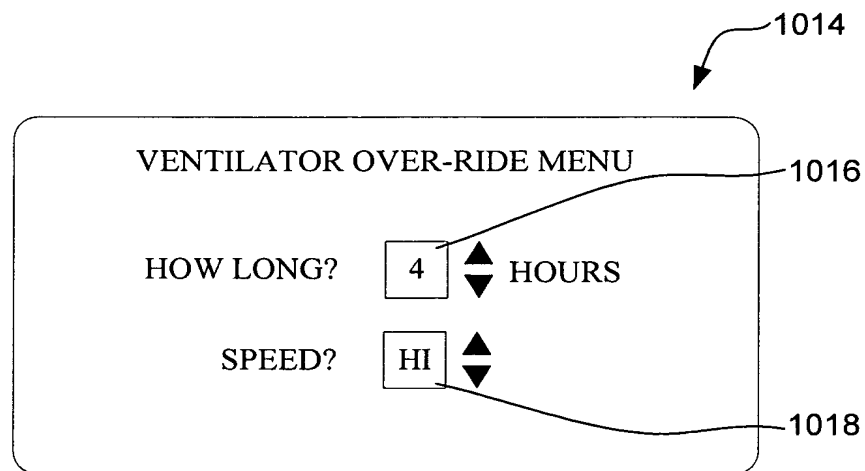 1014
VENTILATOR OVER-RIDE MENU
1016
HOW LONG? 4 HOURS
SPEED? HI
1018